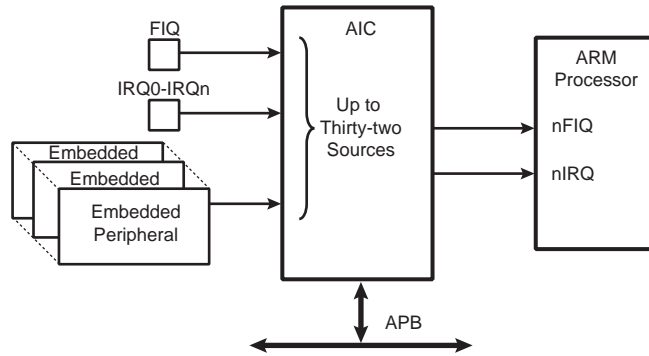 FIQ
IRQ0-IRQn
Embedded
Embedded
Embedded
Peripheral
AIC
Up to
Thirty-two
Sources
APB
ARM
Processor
nFIQ
nIRQ